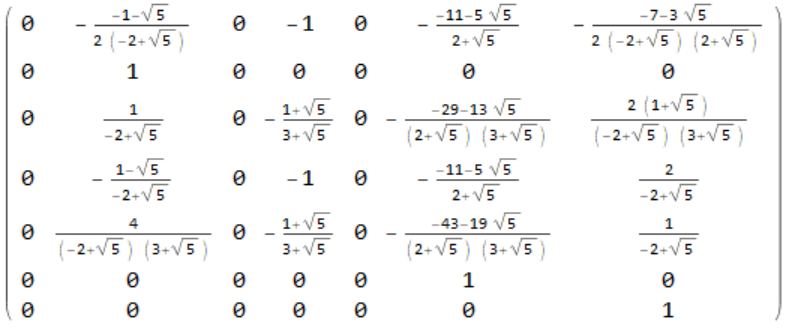 0 - (-1-√5)/(2 (-2+√5)) 0 -1 0 - (-11-5 √5)/(2+√5) - (-7-3 √5)/(2 (-2+√5) (2+√5))
0 1 0 0 0 0 0
0 1/(-2+√5) 0 - (1+√5)/(3+√5) 0 - (-29-13 √5)/((2+√5) (3+√5)) (2 (1+√5))/((-2+√5) (3+√5))
0 - (1-√5)/(-2+√5) 0 -1 0 - (-11-5 √5)/(2+√5) 2/(-2+√5)
0 4/((-2+√5) (3+√5)) 0 - (1+√5)/(3+√5) 0 - (-43-19 √5)/((2+√5) (3+√5)) 1/(-2+√5)
0 0 0 0 0 1 0
0 0 0 0 0 0 1